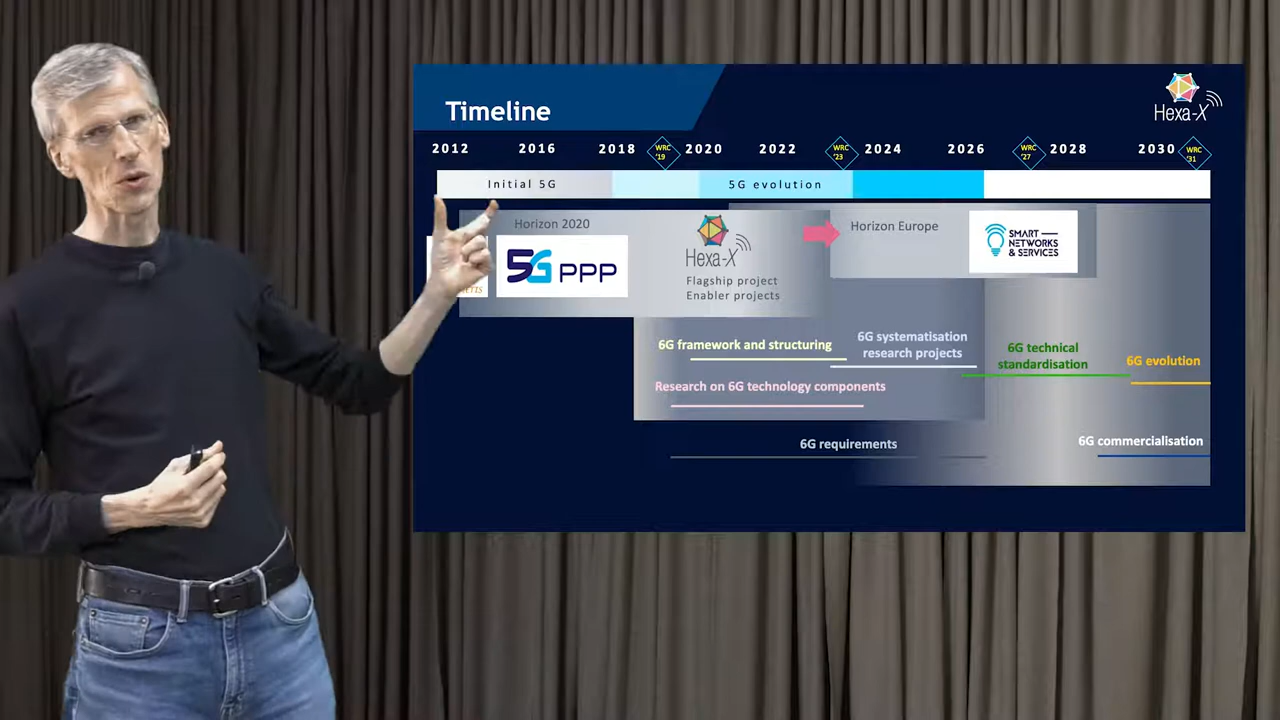 Timeline
Hexa-X
2012 2016 2018 WRC '19 2020 2022 WRC '23 2024 2026 WRC '27 2028 2030 WRC '31
Initial 5G
5G evolution
Horizon 2020
5G PPP
Hexa-X
Flagship project
Enabler projects
Horizon Europe
SMART
NETWORKS
& SERVICES
6G framework and structuring
6G systematisation
research projects
6G technical
standardisation
6G evolution
Research on 6G technology components
6G requirements
6G commercialisation